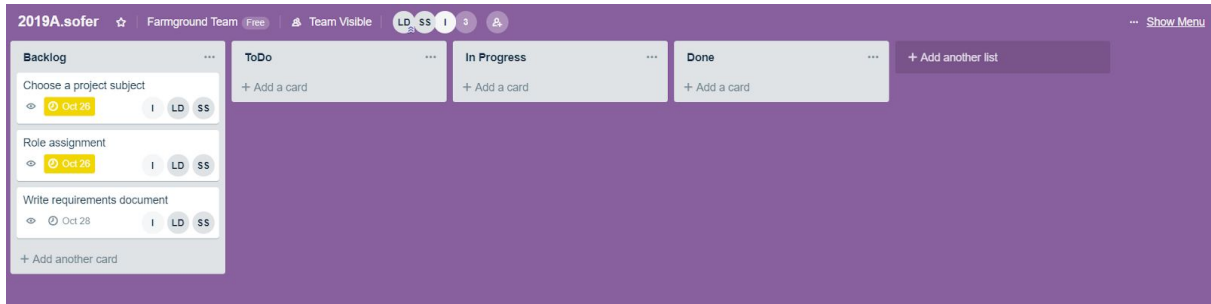 2019A.sofer Farmground Team Free Team Visible LD SS I 3 ··· Show Menu
Backlog ···
Choose a project subject
Oct 26 I LD SS
Role assignment
Oct 26 I LD SS
Write requirements document
Oct 28 I LD SS
+ Add another card
ToDo ···
+ Add a card
In Progress ···
+ Add a card
Done ···
+ Add a card
+ Add another list